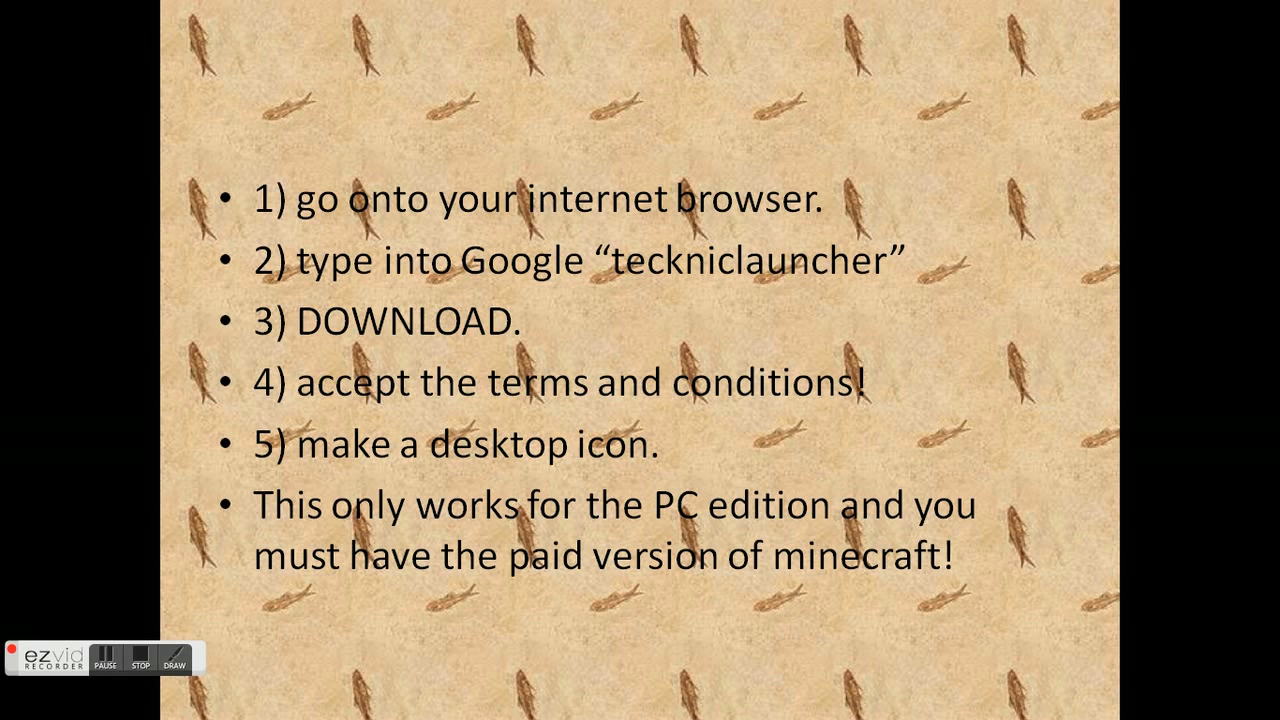 • 1) go onto your internet browser.
• 2) type into Google “teckniclauncher”
• 3) DOWNLOAD.
• 4) accept the terms and conditions!
• 5) make a desktop icon.
• This only works for the PC edition and you
must have the paid version of minecraft!
ezvid
RECORDER
PAUSE STOP DRAW